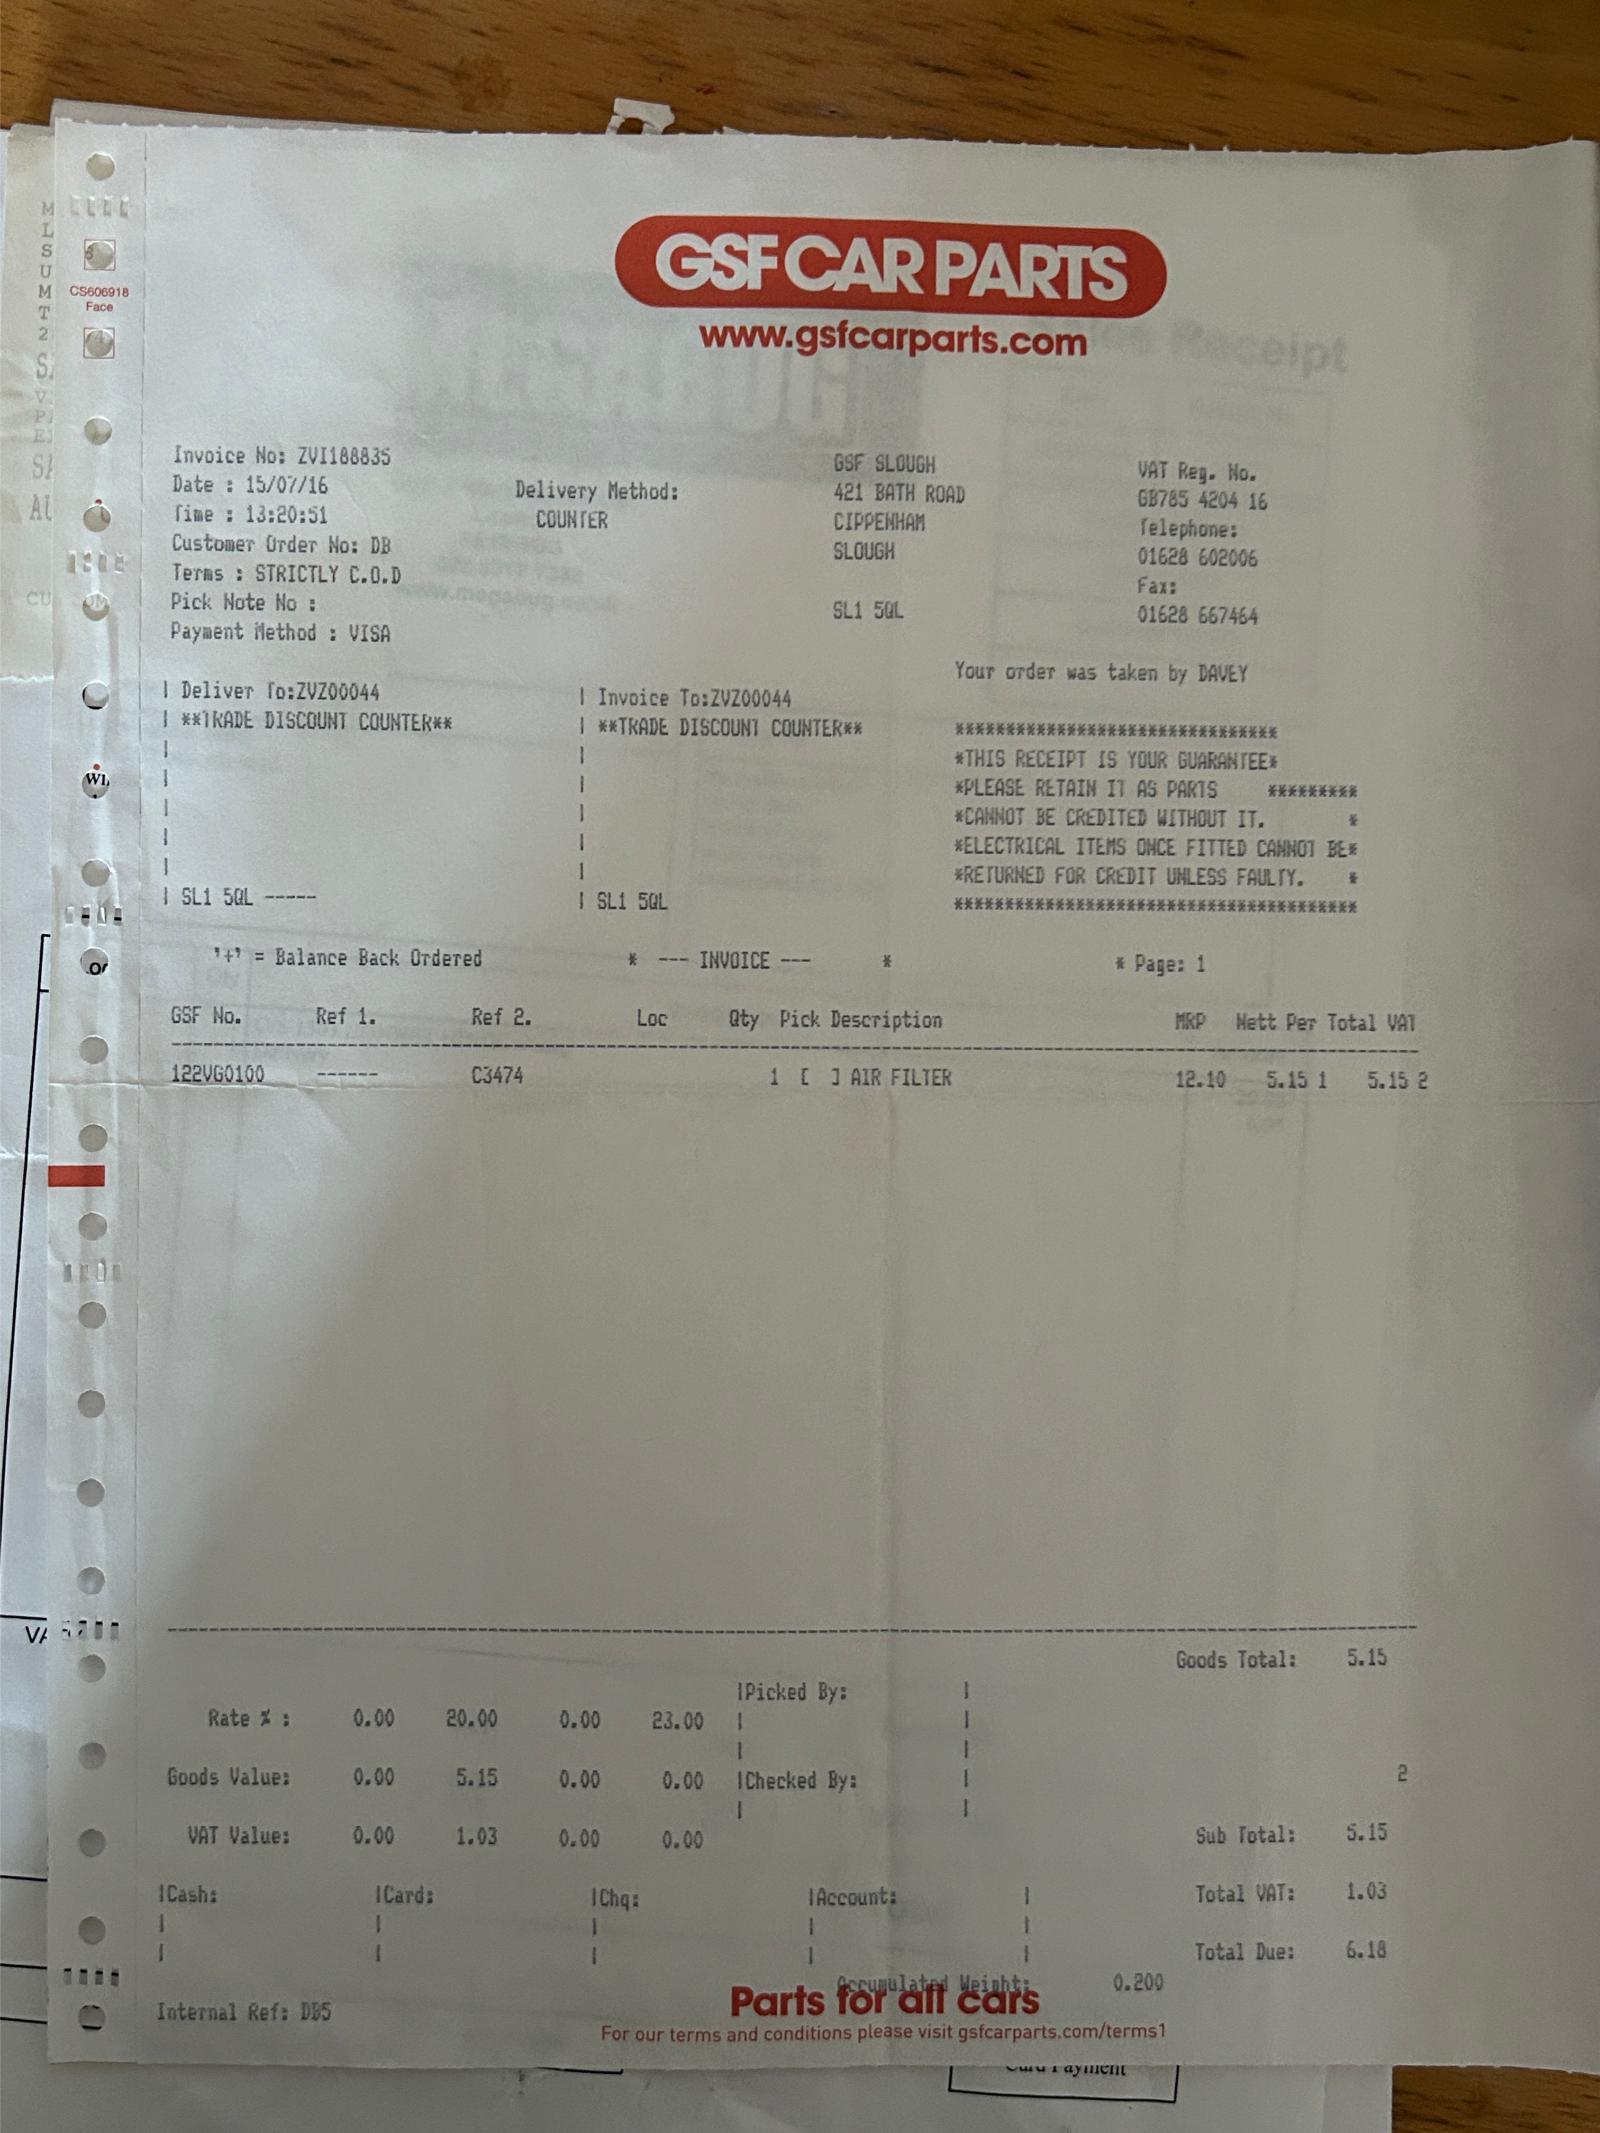 GSF CAR PARTS
www.gsfcarparts.com
CS606918
Face
Invoice No: ZVI188835
Date : 15/07/16
Time : 13:20:51
Customer Order No: DB
Terms : STRICTLY C.O.D
Pick Note No :
Payment Method : VISA
Delivery Method:
COUNTER
GSF SLOUGH
421 BATH ROAD
CIPPENHAM
SLOUGH
SL1 5QL
VAT Reg. No.
GB785 4204 16
Telephone:
01628 602006
Fax:
01628 667464
Your order was taken by DAVEY
| Deliver To:ZVZ00044
| **TRADE DISCOUNT COUNTER**
| SL1 5QL -----
| Invoice To:ZVZ00044
| **TRADE DISCOUNT COUNTER**
| SL1 5QL
*******************************
*THIS RECEIPT IS YOUR GUARANTEE*
*PLEASE RETAIN IT AS PARTS *********
*CANNOT BE CREDITED WITHOUT IT. *
*ELECTRICAL ITEMS ONCE FITTED CANNOT BE*
*RETURNED FOR CREDIT UNLESS FAULTY. *
***************************************
'+' = Balance Back Ordered * --- INVOICE --- * * Page: 1
GSF No. Ref 1. Ref 2. Loc Qty Pick Description MRP Nett Per Total VAT
122VG0100 ------ C3474 1 [ ] AIR FILTER 12.10 5.15 1 5.15 2
Goods Total: 5.15
|Picked By: |
Rate % : 0.00 20.00 0.00 23.00
Goods Value: 0.00 5.15 0.00 0.00 |Checked By: |
2
VAT Value: 0.00 1.03 0.00 0.00
Sub Total: 5.15
|Cash: |Card: |Chq: |Account: |
Total VAT: 1.03
Total Due: 6.18
Accumulated Weight: 0.200
Internal Ref: DB5
Parts for all cars
For our terms and conditions please visit gsfcarparts.com/terms1
Card Payment